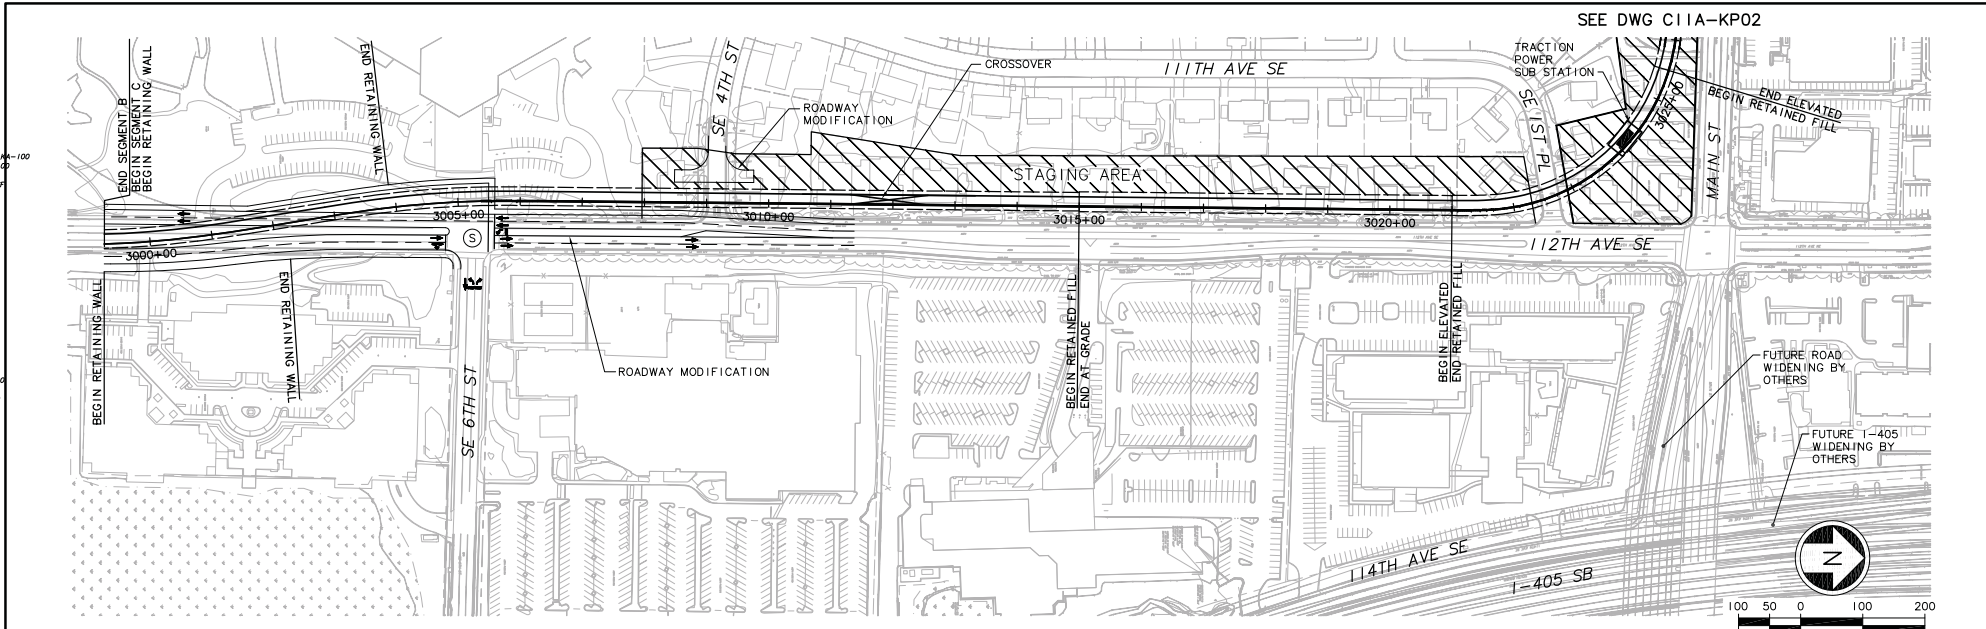 SEE DWG C11A-KP02
END SEGMENT B
BEGIN SEGMENT C
BEGIN RETAINING WALL
END RETAINING WALL
SE 4TH ST
ROADWAY
MODIFICATION
CROSSOVER
111TH AVE SE
TRACTION
POWER
SUB STATION
SE 1ST PL
END ELEVATED
BEGIN RETAINED FILL
3025+00
MAIN ST
STAGING AREA
3000+00
3005+00
3010+00
3015+00
3020+00
S
112TH AVE SE
BEGIN RETAINING WALL
END RETAINING WALL
SE 6TH ST
ROADWAY MODIFICATION
BEGIN RETAINED FILL
END AT GRADE
BEGIN ELEVATED
END RETAINED FILL
FUTURE ROAD
WIDENING BY
OTHERS
FUTURE I-405
WIDENING BY
OTHERS
114TH AVE SE
I-405 SB
N
100 50 0 100 200